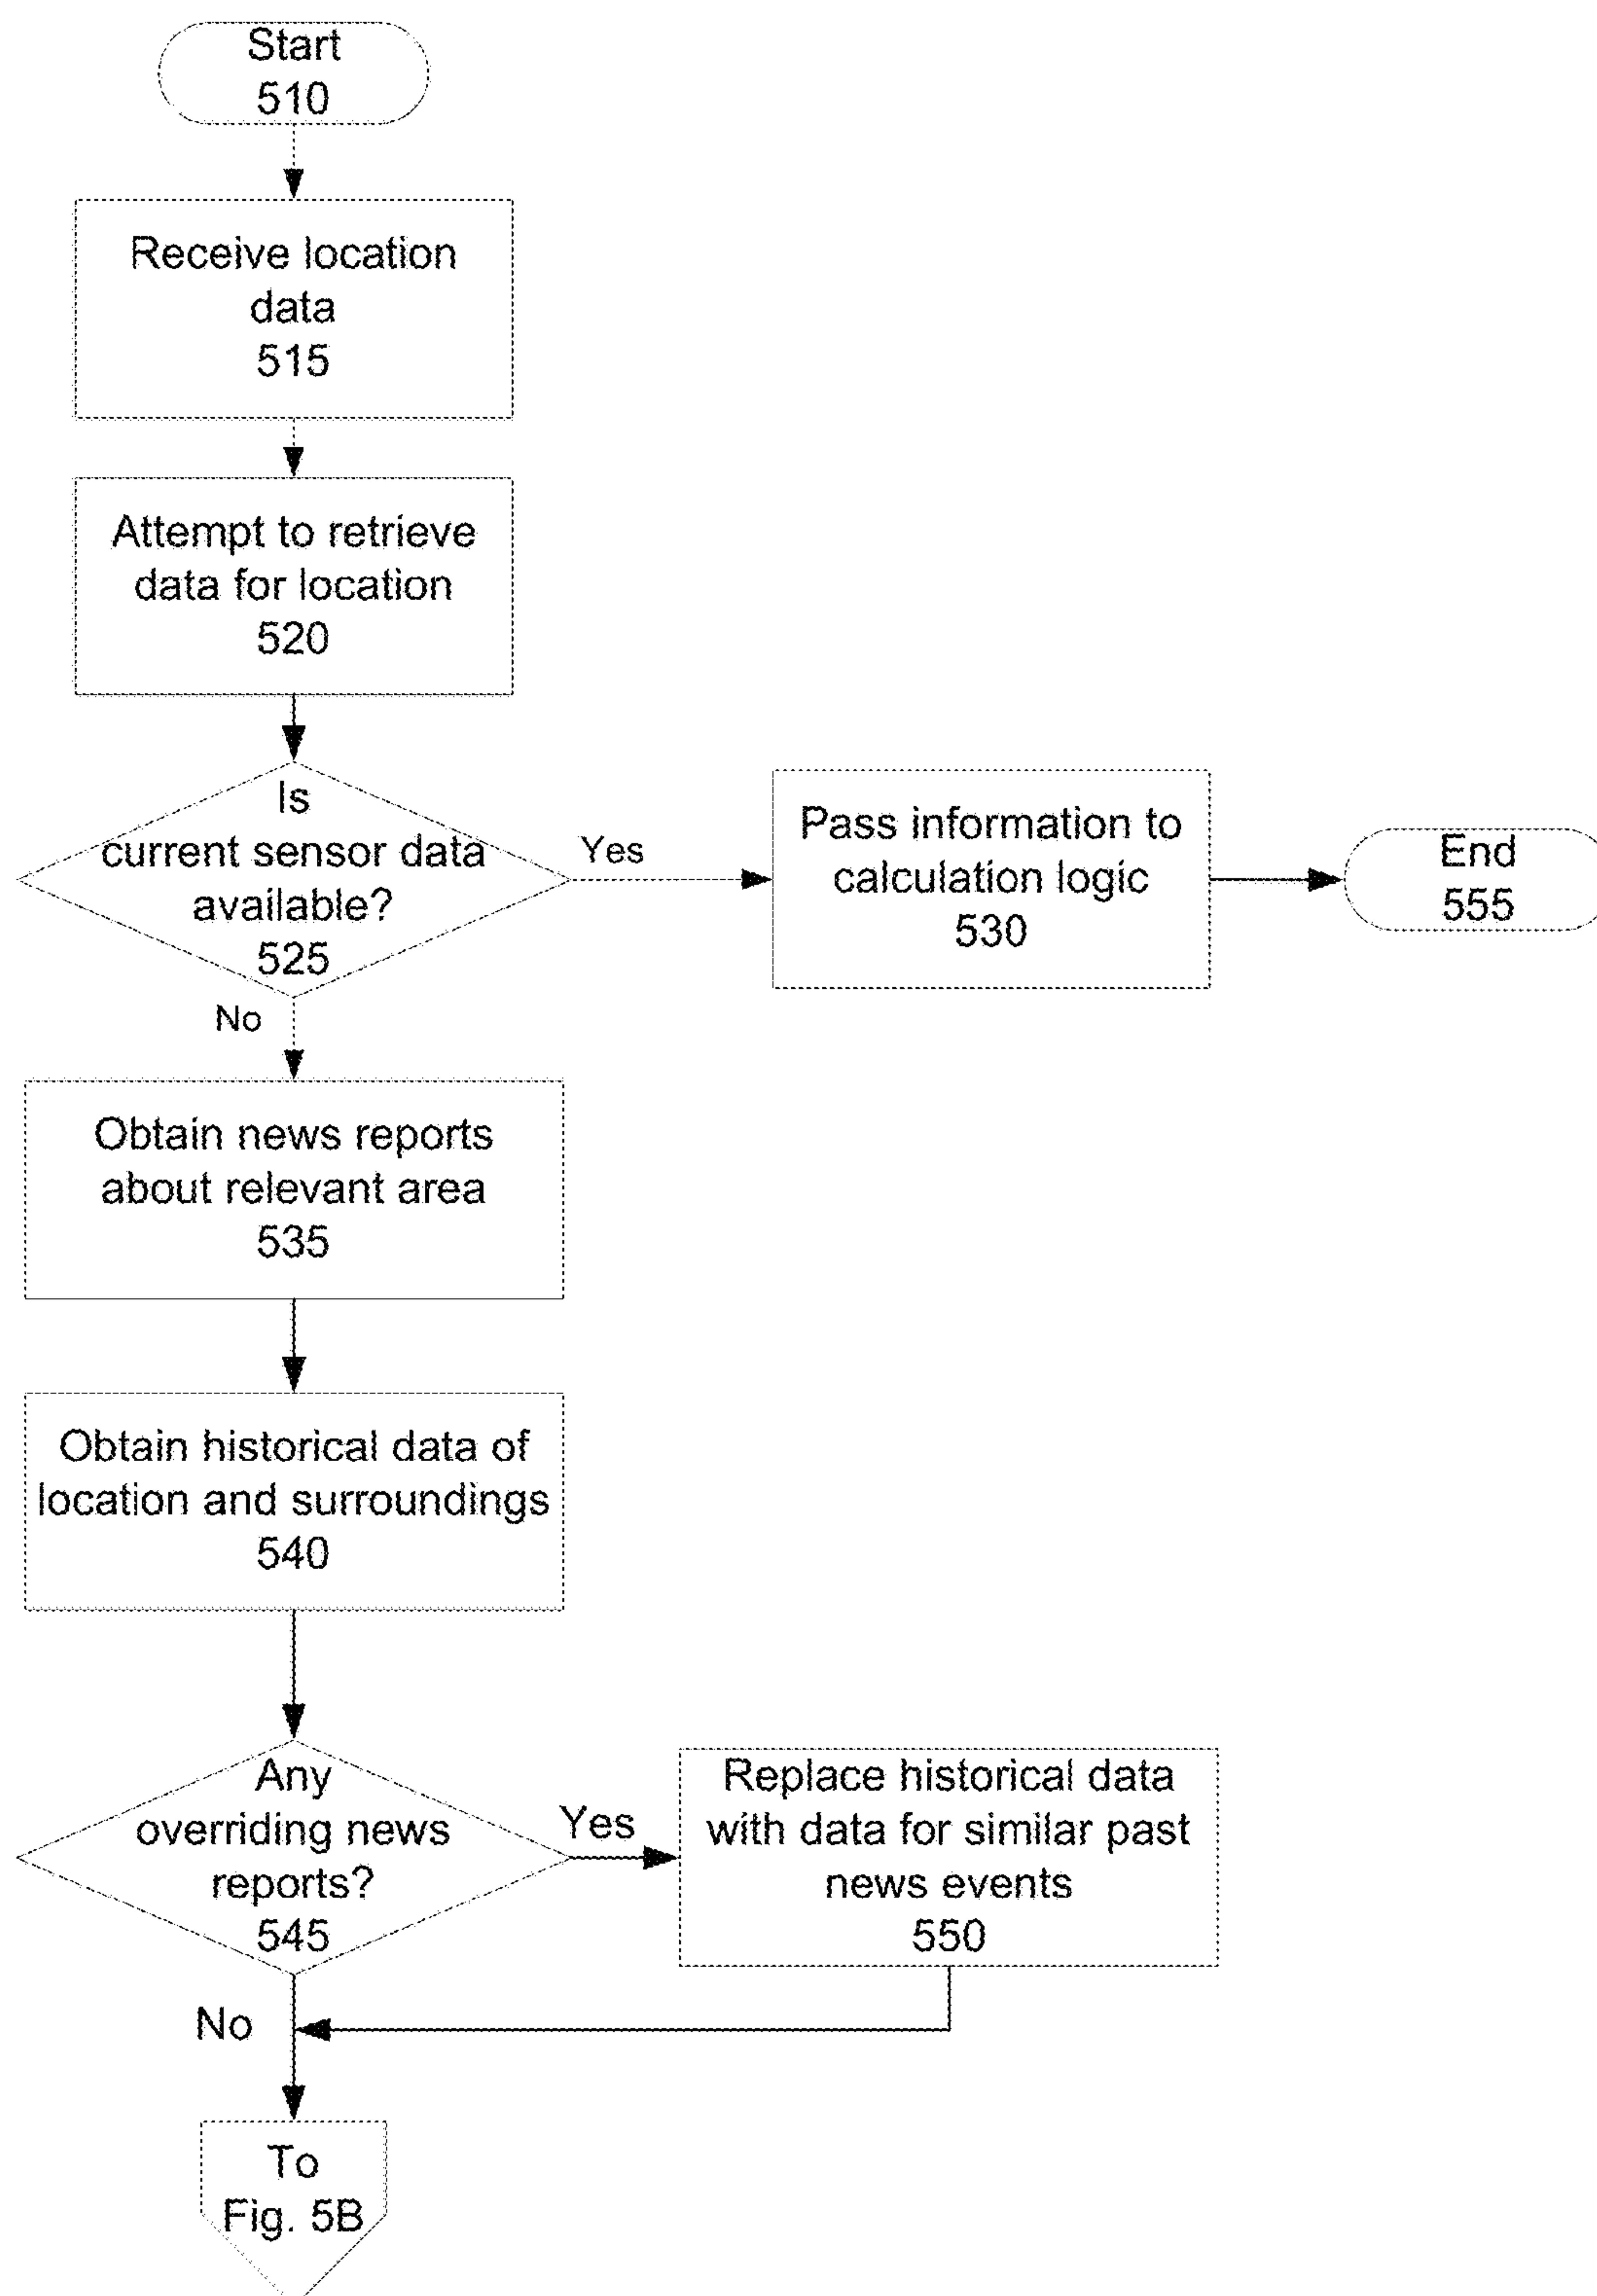 Start
510
Receive location
data
515
Attempt to retrieve
data for location
520
Is
current sensor data
available?
525
Yes
Pass information to
calculation logic
530
End
555
No
Obtain news reports
about relevant area
535
Obtain historical data of
location and surroundings
540
Any
overriding news
reports?
545
Yes
Replace historical data
with data for similar past
news events
550
No
To
Fig. 5B